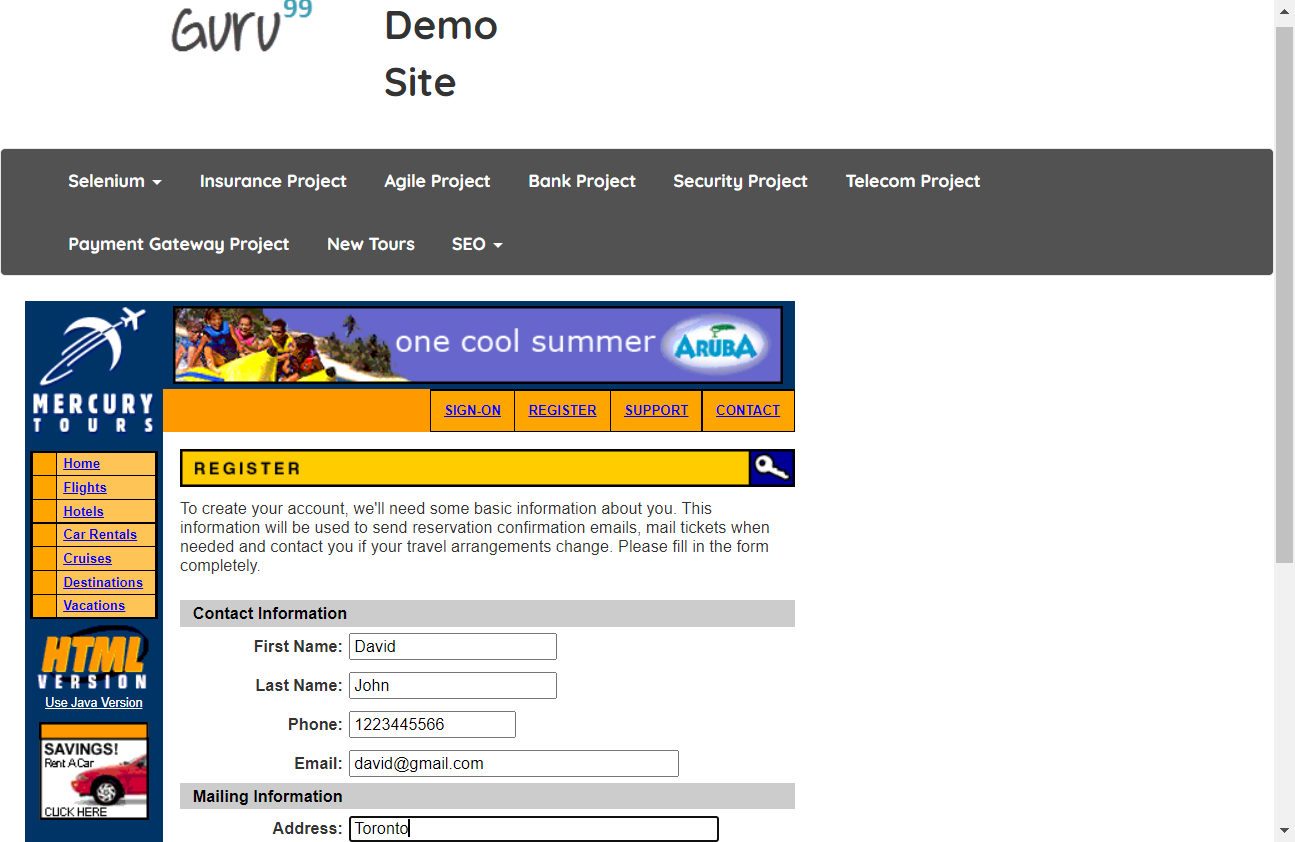 Guru99
Demo
Site
Selenium Insurance Project Agile Project Bank Project Security Project Telecom Project
Payment Gateway Project New Tours SEO
one cool summer ARUBA
MERCURY
TOURS
SIGN-ON REGISTER SUPPORT CONTACT
Home
Flights
Hotels
Car Rentals
Cruises
Destinations
Vacations
HTML
VERSION
Use Java Version
SAVINGS!
Rent A Car
CLICK HERE
REGISTER
To create your account, we'll need some basic information about you. This
information will be used to send reservation confirmation emails, mail tickets when
needed and contact you if your travel arrangements change. Please fill in the form
completely.
Contact Information
First Name: David
Last Name: John
Phone: 1223445566
Email: david@gmail.com
Mailing Information
Address: Toronto